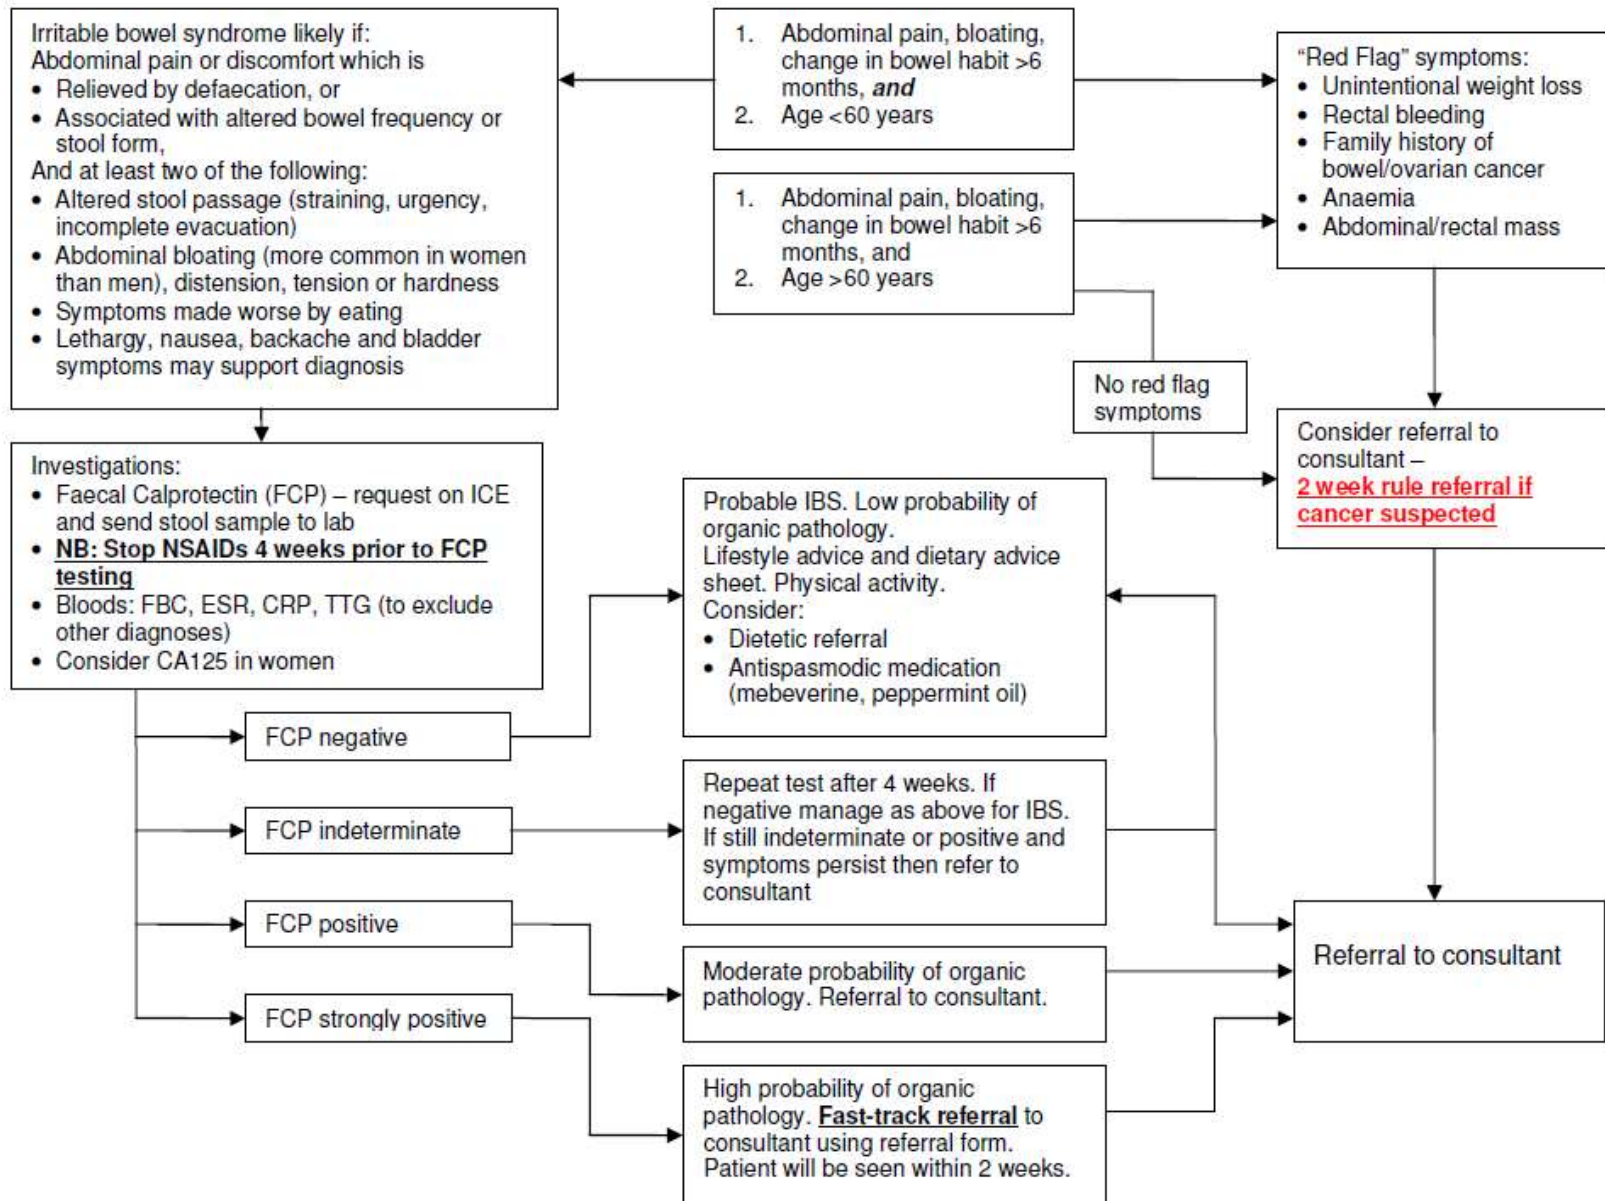 Irritable bowel syndrome likely if:
Abdominal pain or discomfort which is
• Relieved by defaecation, or
• Associated with altered bowel frequency or
stool form,
And at least two of the following:
• Altered stool passage (straining, urgency,
incomplete evacuation)
• Abdominal bloating (more common in women
than men), distension, tension or hardness
• Symptoms made worse by eating
• Lethargy, nausea, backache and bladder
symptoms may support diagnosis
1. Abdominal pain, bloating,
change in bowel habit >6
months, and
2. Age <60 years
1. Abdominal pain, bloating,
change in bowel habit >6
months, and
2. Age >60 years
"Red Flag" symptoms:
• Unintentional weight loss
• Rectal bleeding
• Family history of
bowel/ovarian cancer
• Anaemia
• Abdominal/rectal mass
No red flag
symptoms
Consider referral to
consultant –
2 week rule referral if
cancer suspected
Investigations:
• Faecal Calprotectin (FCP) – request on ICE
and send stool sample to lab
• NB: Stop NSAIDs 4 weeks prior to FCP
testing
• Bloods: FBC, ESR, CRP, TTG (to exclude
other diagnoses)
• Consider CA125 in women
Probable IBS. Low probability of
organic pathology.
Lifestyle advice and dietary advice
sheet. Physical activity.
Consider:
• Dietetic referral
• Antispasmodic medication
(mebeverine, peppermint oil)
FCP negative
FCP indeterminate
Repeat test after 4 weeks. If
negative manage as above for IBS.
If still indeterminate or positive and
symptoms persist then refer to
consultant
FCP positive
Moderate probability of organic
pathology. Referral to consultant.
FCP strongly positive
High probability of organic
pathology. Fast-track referral to
consultant using referral form.
Patient will be seen within 2 weeks.
Referral to consultant